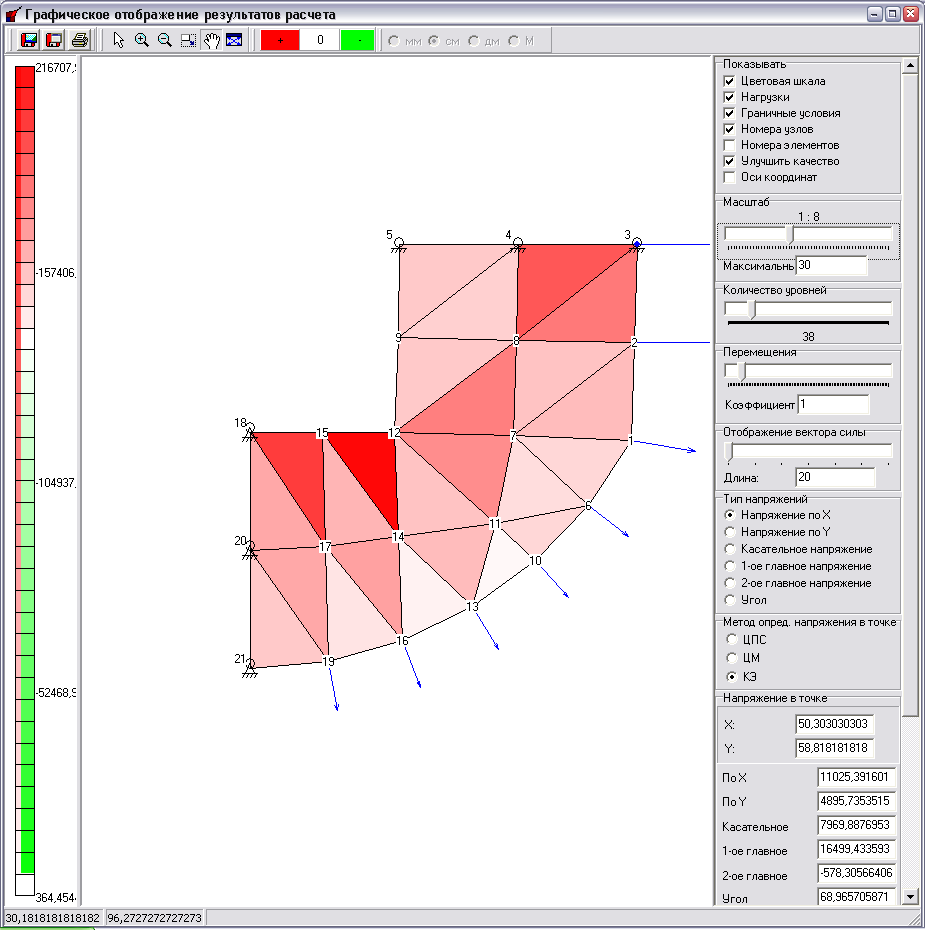 Графическое отображение результатов расчета
+ 0 - мм см дм М
216707,
-157406,
-104937,
-52468,9
364,454
5 4 3
9 8 2
18 15 12 7 1
11 6
20 17 14 10
13
21 19 16
Показывать
Цветовая шкала
Нагрузки
Граничные условия
Номера узлов
Номера элементов
Улучшить качество
Оси координат
Масштаб
1 : 8
Максимальнь 30
Количество уровней
38
Перемещения
Коэффициент 1
Отображение вектора силы
Длина: 20
Тип напряжений
Напряжение по X
Напряжение по Y
Касательное напряжение
1-ое главное напряжение
2-ое главное напряжение
Угол
Метод опред. напряжения в точке
ЦПС
ЦМ
КЭ
Напряжение в точке
X: 50,303030303
Y: 58,818181818
По X 11025,391601
По Y 4895,7353515
Касательное 7969,8876953
1-ое главное 16499,433593
2-ое главное -578,30566406
Угол 68,965705871
30,1818181818182 96,2727272727273